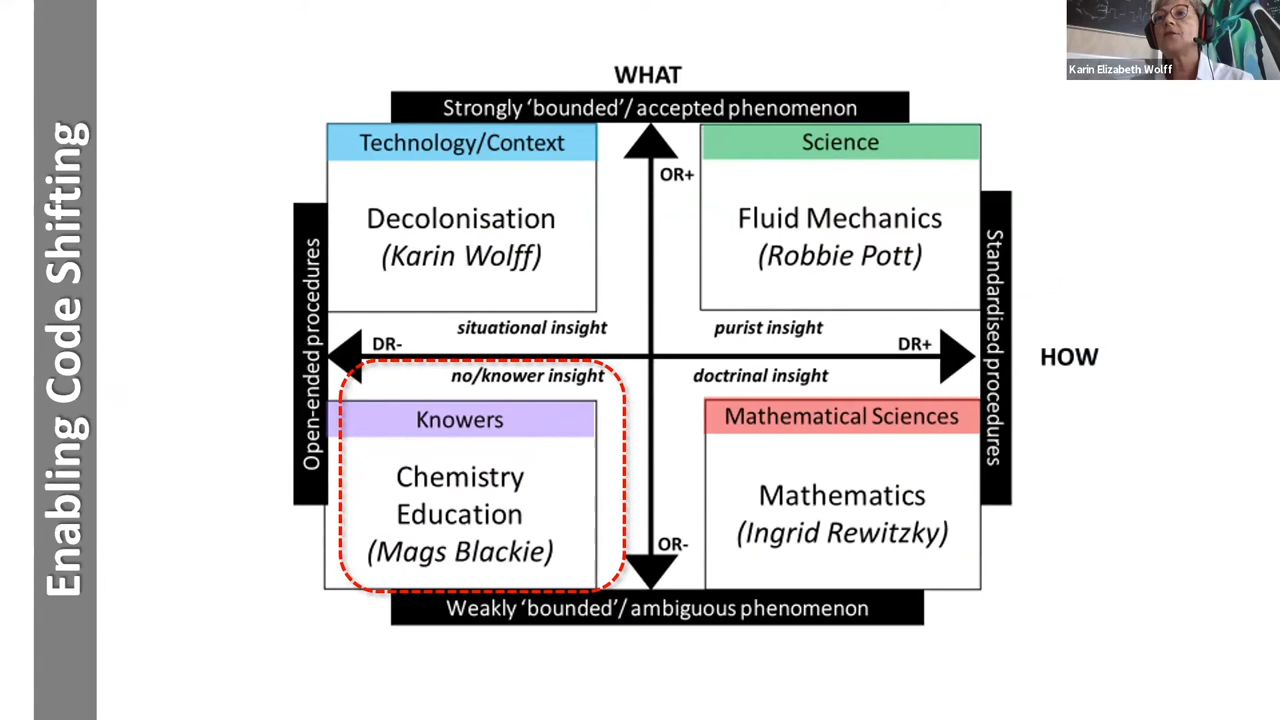 Enabling Code Shifting
Karin Elizabeth Wolff
WHAT
Strongly ‘bounded’/ accepted phenomenon
Technology/Context
Decolonisation
(Karin Wolff)
situational insight
OR+
Science
Fluid Mechanics
(Robbie Pott)
purist insight
Open-ended procedures
DR-
DR+
Standardised procedures
HOW
no/knower insight
Knowers
Chemistry
Education
(Mags Blackie)
doctrinal insight
Mathematical Sciences
Mathematics
(Ingrid Rewitzky)
OR-
Weakly ‘bounded’/ ambiguous phenomenon